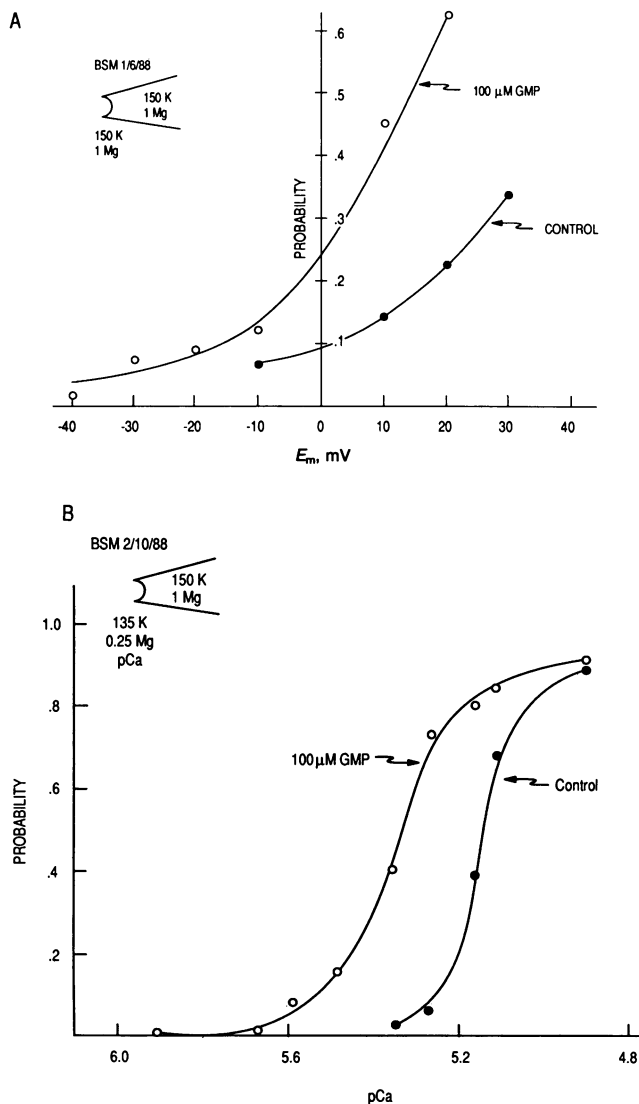 A
BSM 1/6/88
150 K
1 Mg
150 K
1 Mg
.6
.5
.4
.3
.2
.1
PROBABILITY
100 μM GMP
CONTROL
-40 -30 -20 -10 0 10 20 30 40
Em, mV
B
BSM 2/10/88
150 K
1 Mg
135 K
0.25 Mg
pCa
1.0
0.8
.6
.4
.2
PROBABILITY
100 μM GMP
Control
6.0 5.6 5.2 4.8
pCa